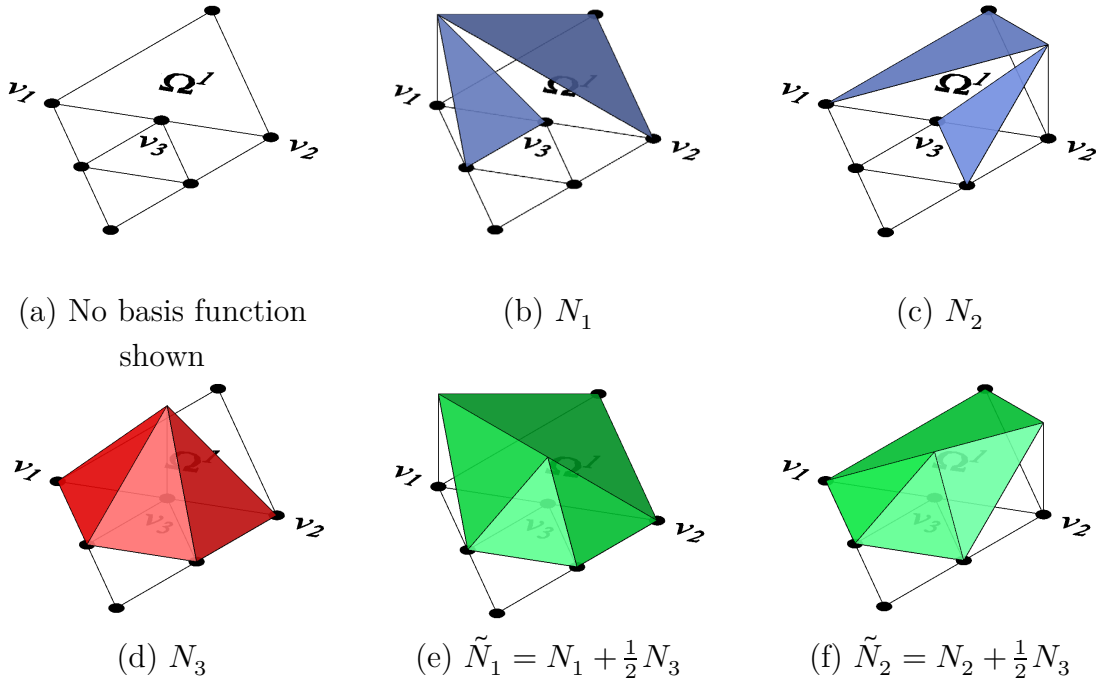 Ω¹
ν₁
ν₃
ν₂
Ω¹
ν₁
ν₃
ν₂
Ω¹
ν₁
ν₃
ν₂
(a) No basis function
shown
(b) N₁
(c) N₂
Ω¹
ν₁
ν₃
ν₂
Ω¹
ν₁
ν₃
ν₂
Ω¹
ν₁
ν₃
ν₂
(d) N₃
(e) Ñ₁ = N₁ + ½N₃
(f) Ñ₂ = N₂ + ½N₃